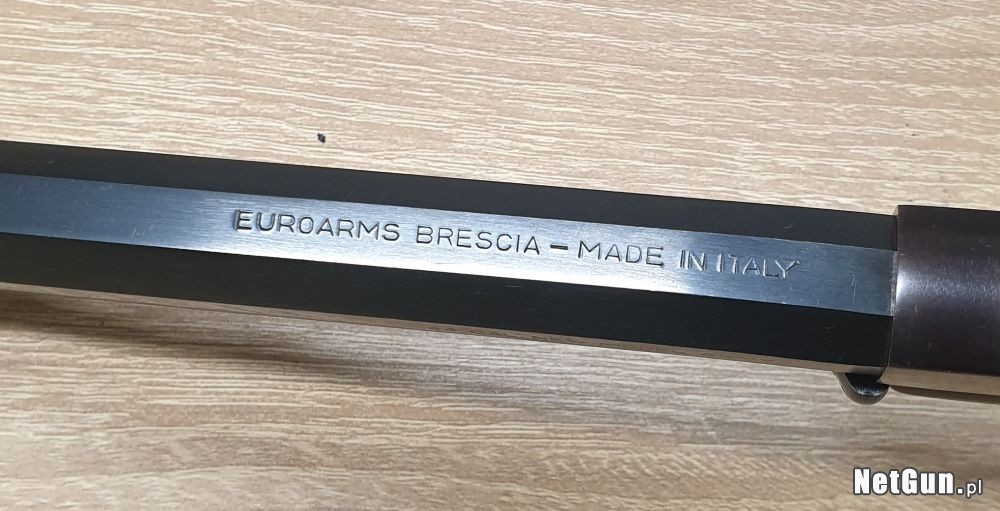 EUROARMS BRESCIA – MADE IN ITALY
NetGun.pl